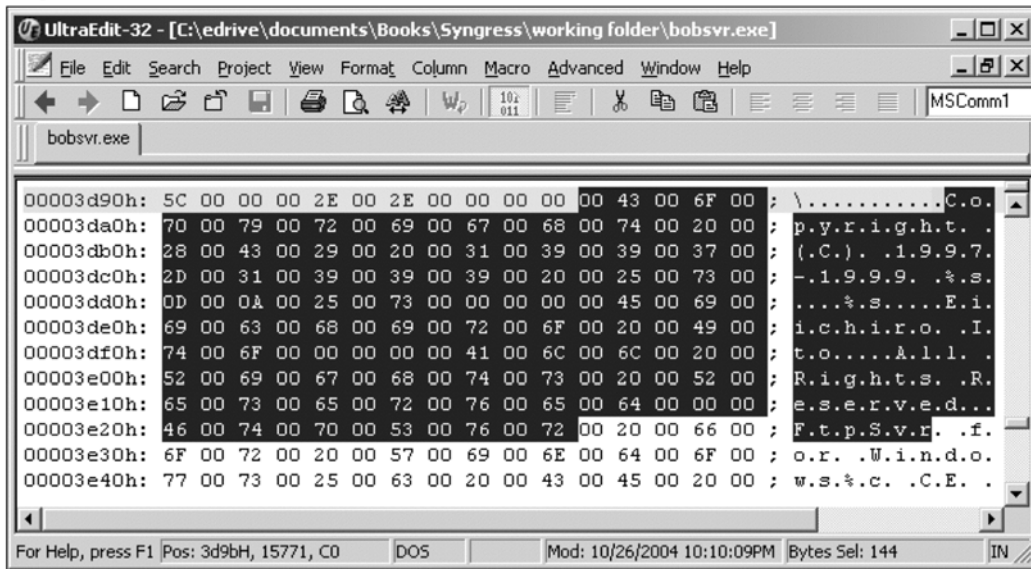 UltraEdit-32 - [C:\edrive\documents\Books\Syngress\working folder\bobsvr.exe]
File Edit Search Project View Format Column Macro Advanced Window Help
MSComm1
bobsvr.exe
00003d90h: 5C 00 00 00 2E 00 2E 00 00 00 00 00 00 43 00 6F 00 ; \...........C.o.
00003da0h: 70 00 79 00 72 00 69 00 67 00 68 00 74 00 20 00 ; p.y.r.i.g.h.t. .
00003db0h: 28 00 43 00 29 00 20 00 31 00 39 00 39 00 37 00 ; (.C.). .1.9.9.7.
00003dc0h: 2D 00 31 00 39 00 39 00 39 00 20 00 25 00 73 00 ; -.1.9.9.9. .%.s.
00003dd0h: 0D 00 0A 00 25 00 73 00 00 00 00 00 45 00 69 00 ; ....%.s.....E.i.
00003de0h: 69 00 63 00 68 00 69 00 72 00 6F 00 20 00 49 00 ; i.c.h.i.r.o. .I.
00003df0h: 74 00 6F 00 00 00 00 00 41 00 6C 00 6C 00 20 00 ; t.o.....A.l.l. .
00003e00h: 52 00 69 00 67 00 68 00 74 00 73 00 20 00 52 00 ; R.i.g.h.t.s. .R.
00003e10h: 65 00 73 00 65 00 72 00 76 00 65 00 64 00 00 00 ; e.s.e.r.v.e.d...
00003e20h: 46 00 74 00 70 00 53 00 76 00 72 00 20 00 66 00 ; F.t.p.S.v.r. .f.
00003e30h: 6F 00 72 00 20 00 57 00 69 00 6E 00 64 00 6F 00 ; o.r. .W.i.n.d.o.
00003e40h: 77 00 73 00 25 00 63 00 20 00 43 00 45 00 20 00 ; w.s.%.c. .C.E. .
For Help, press F1 Pos: 3d9bH, 15771, C0 DOS Mod: 10/26/2004 10:10:09PM Bytes Sel: 144 IN